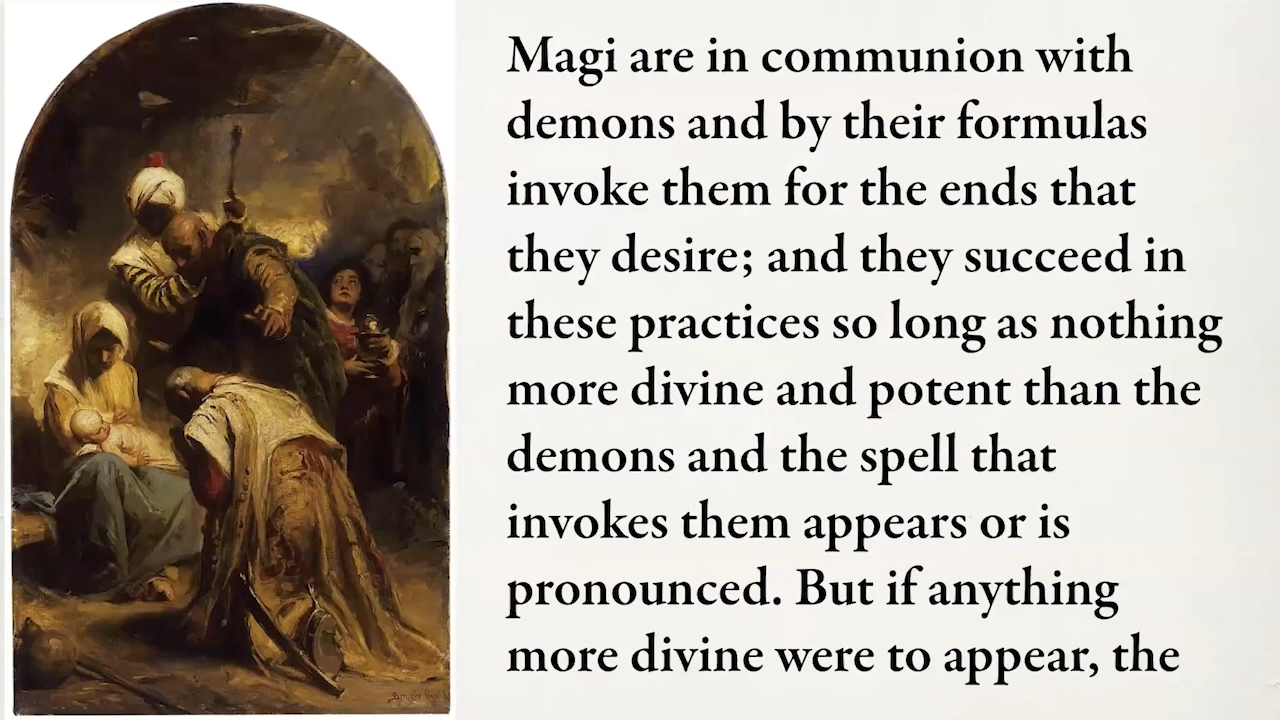 Magi are in communion with
demons and by their formulas
invoke them for the ends that
they desire; and they succeed in
these practices so long as nothing
more divine and potent than the
demons and the spell that
invokes them appears or is
pronounced. But if anything
more divine were to appear, the